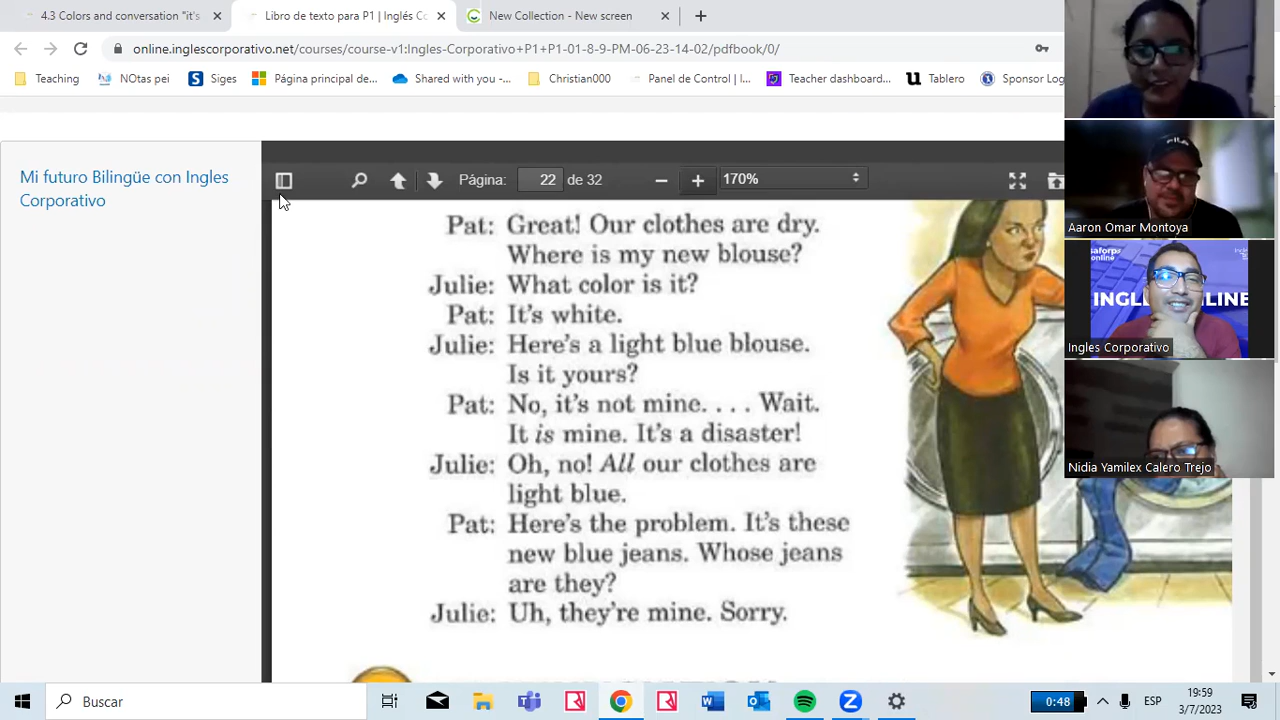 4.3 Colors and conversation "it's
Libro de texto para P1 | Inglés Co
New Collection - New screen
online.inglescorporativo.net/courses/course-v1:Ingles-Corporativo+P1+P1-01-8-9-PM-06-23-14-02/pdfbook/0/
Teaching
NOtas pei
Siges
Página principal de...
Shared with you -...
Christian000
Panel de Control | I...
Teacher dashboard...
Tablero
Sponsor Log
Mi futuro Bilingüe con Ingles
Corporativo
Página: 22 de 32
170%
Pat: Great! Our clothes are dry.
Where is my new blouse?
Julie: What color is it?
Pat: It's white.
Julie: Here's a light blue blouse.
Is it yours?
Pat: No, it's not mine. . . . Wait.
It is mine. It's a disaster!
Julie: Oh, no! All our clothes are
light blue.
Pat: Here's the problem. It's these
new blue jeans. Whose jeans
are they?
Julie: Uh, they're mine. Sorry.
FILA
Aaron Omar Montoya
INGL
NLINE
Ingles Corporativo
Nidia Yamilex Calero Trejo
Buscar
0:48
ESP
19:59
3/7/2023